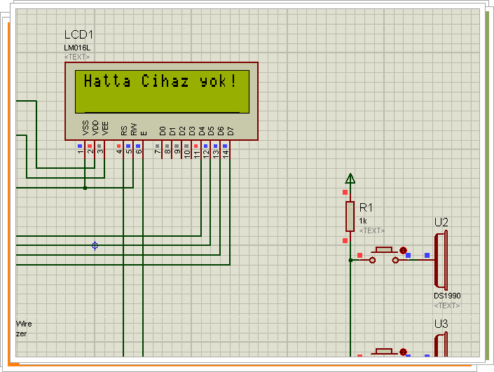 LCD1
LM016L
<TEXT>
Hatta Cihaz yok!
VSS VDD VEE RS RW E D0 D1 D2 D3 D4 D5 D6 D7
1 2 3 4 5 6 7 8 9 10 11 12 13 14
R1
1k
<TEXT>
U2
DS1990
<TEXT>
U3
Wire
zer